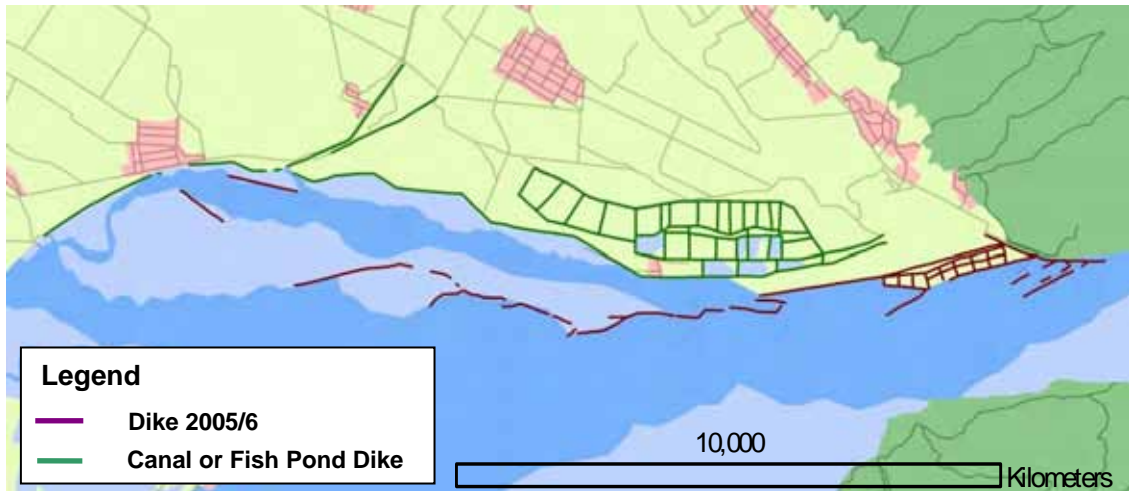 Legend
Dike 2005/6
Canal or Fish Pond Dike
10,000
Kilometers